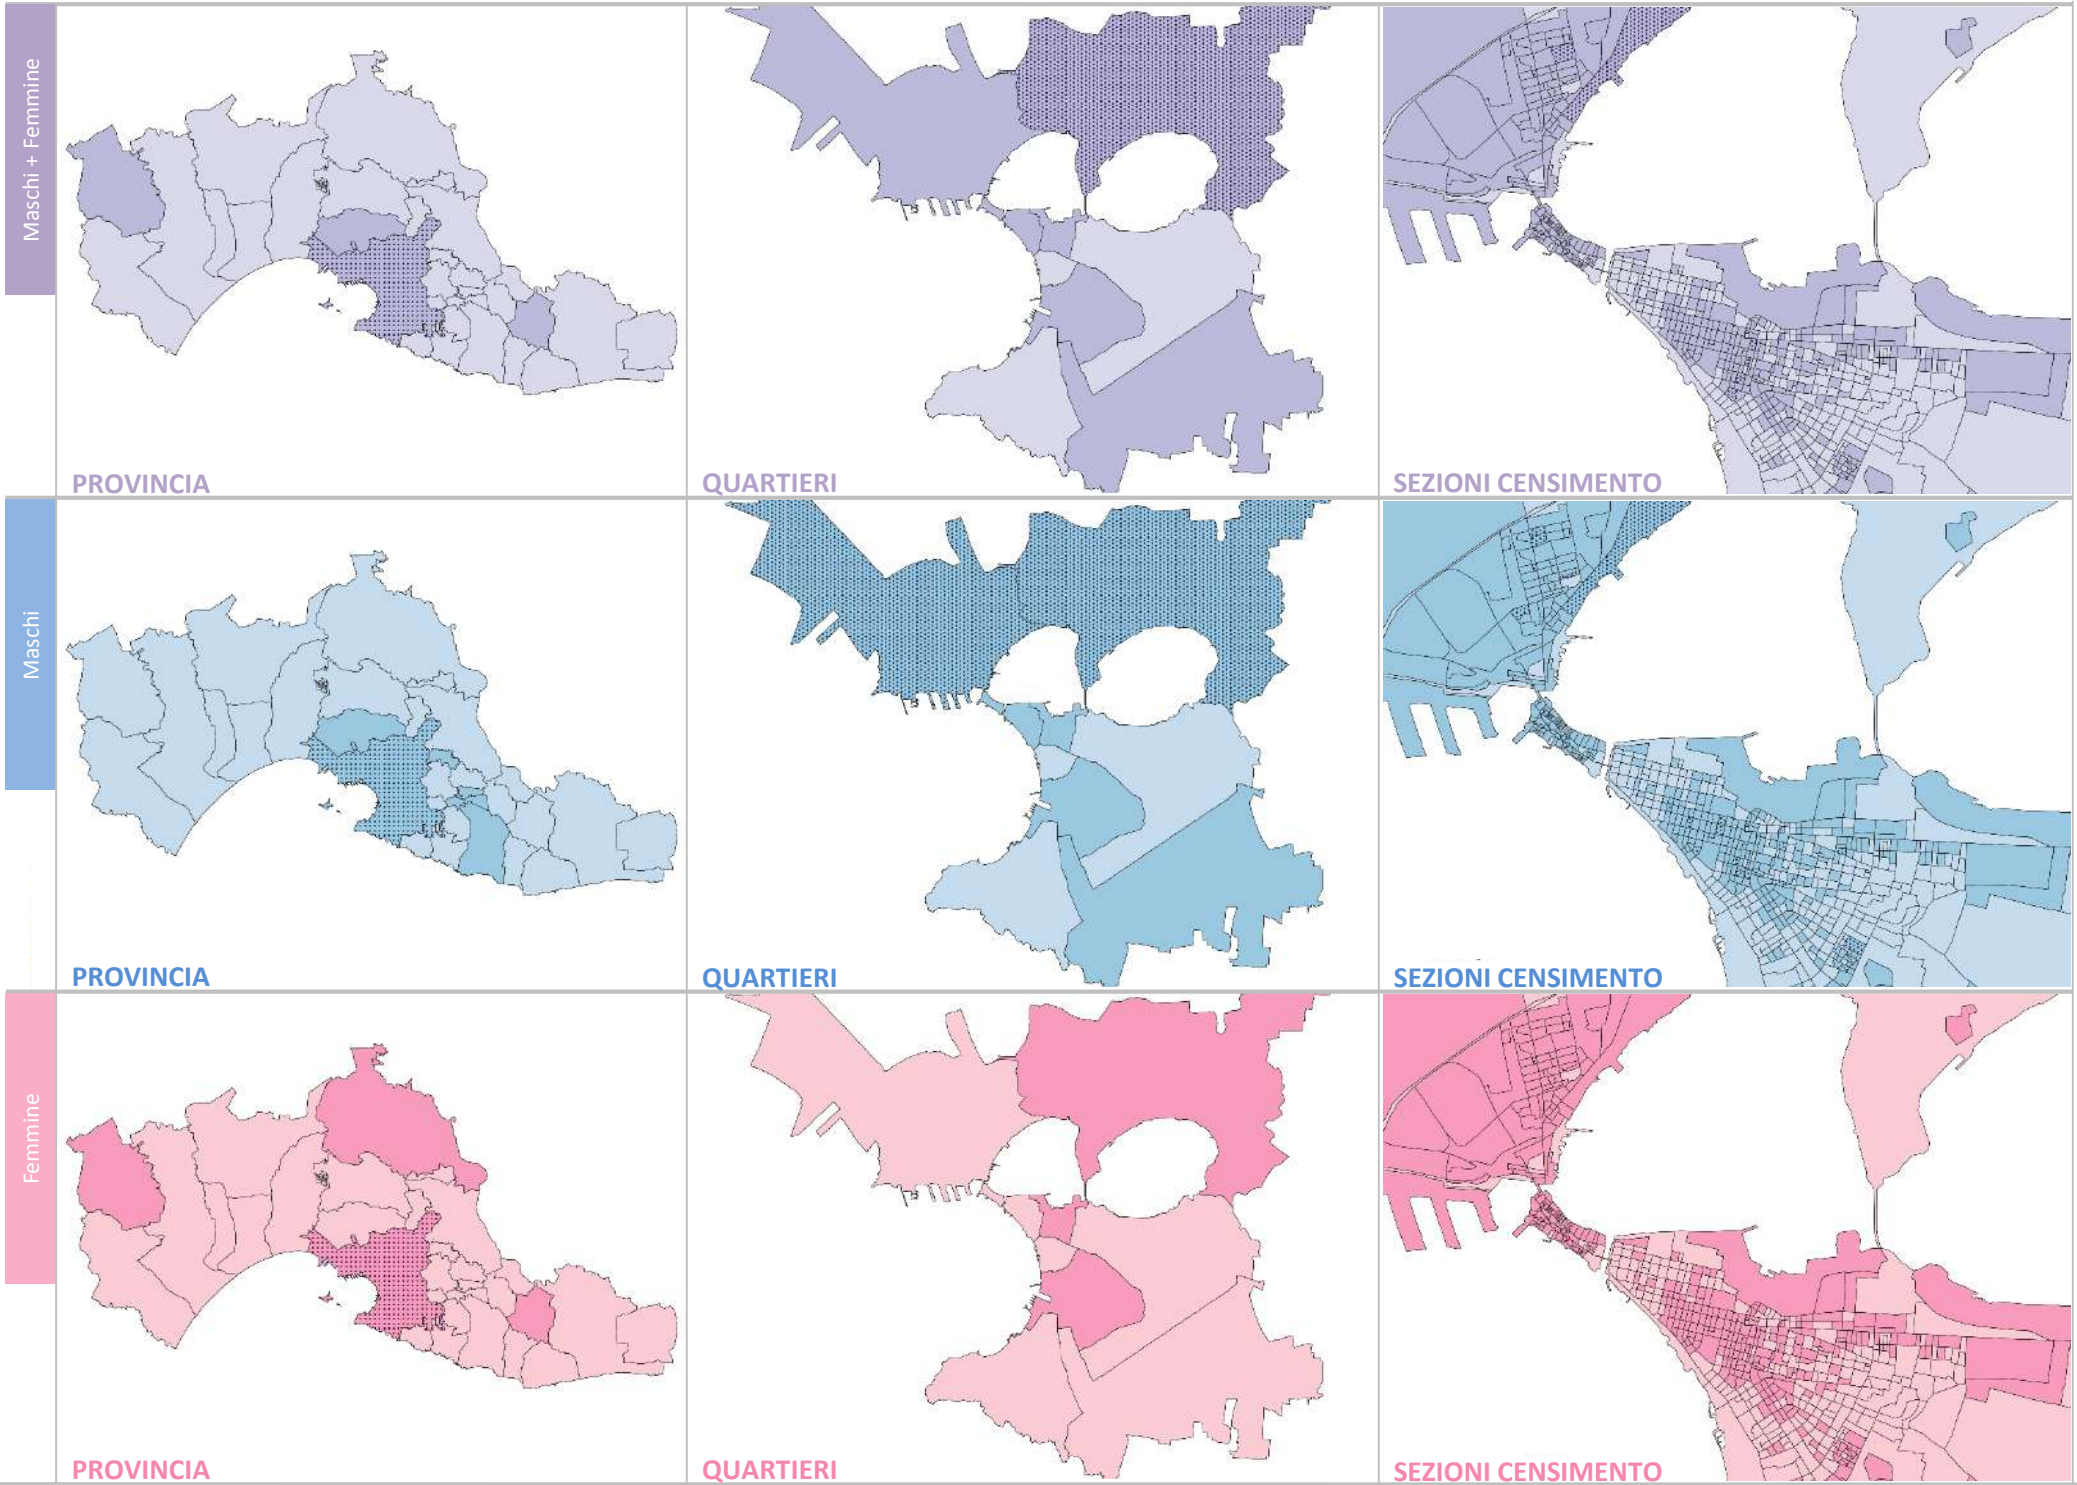 Maschi + Femmine
PROVINCIA
QUARTIERI
SEZIONI CENSIMENTO
Maschi
PROVINCIA
QUARTIERI
SEZIONI CENSIMENTO
Femmine
PROVINCIA
QUARTIERI
SEZIONI CENSIMENTO